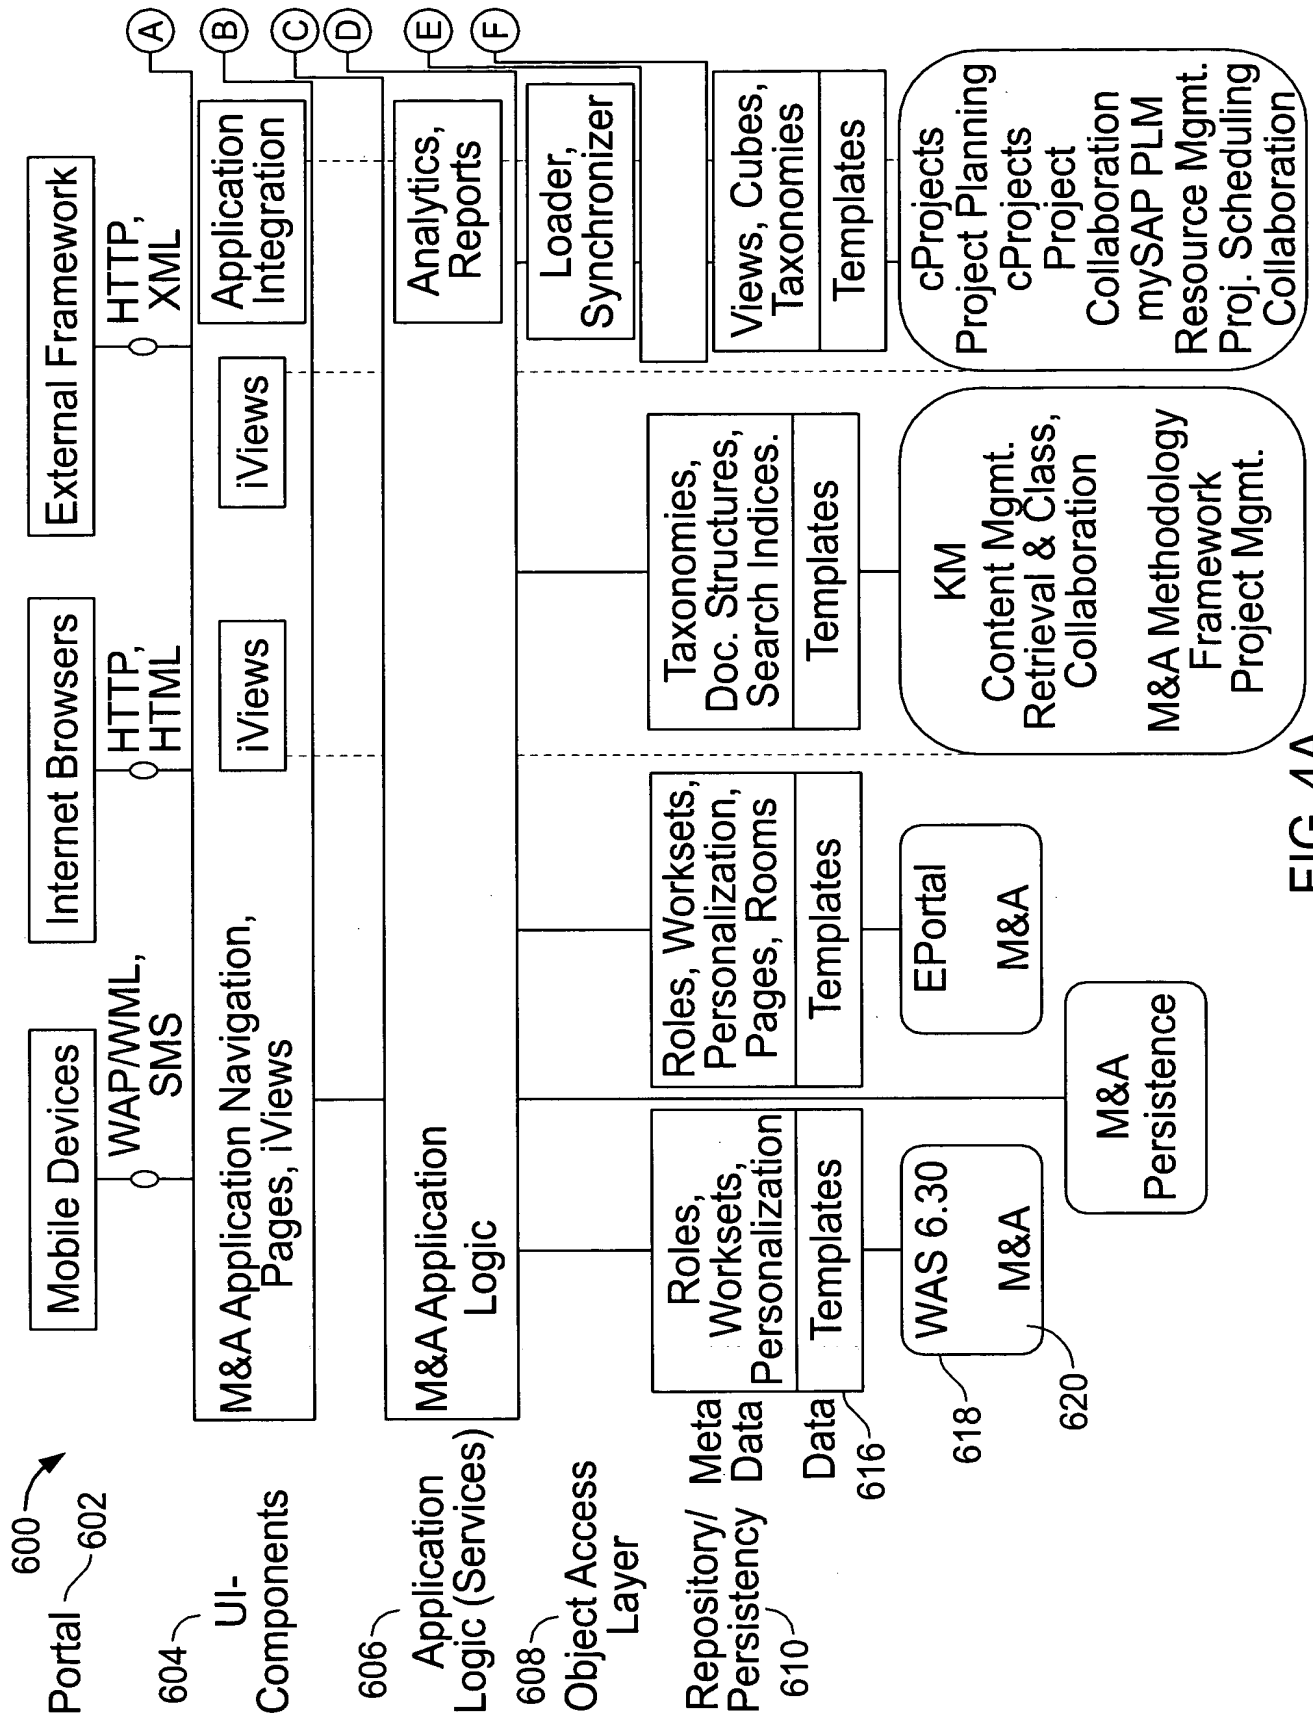 600
Portal
602
Mobile Devices
Internet Browsers
External Framework
WAP/WML,
SMS
HTTP,
HTML
HTTP,
XML
A
604
UI-
Components
M&A Application Navigation,
Pages, iViews
iViews
iViews
Application
Integration
B
C
D
606
Application
Logic (Services)
M&A Application
Logic
Analytics,
Reports
E
F
608
Object Access
Layer
Loader,
Synchronizer
Repository/
Persistency
610
Meta
Data
Roles,
Worksets,
Personalization
Roles, Worksets,
Personalization,
Pages, Rooms
Taxonomies,
Doc. Structures,
Search Indices.
Views, Cubes,
Taxonomies
Data
616
Templates
Templates
Templates
Templates
618
WAS 6.30
M&A
620
EPortal
M&A
M&A
Persistence
KM
Content Mgmt.
Retrieval & Class,
Collaboration
M&A Methodology
Framework
Project Mgmt.
cProjects
Project Planning
cProjects
Project
Collaboration
mySAP PLM
Resource Mgmt.
Proj. Scheduling
Collaboration
FIG. 4A